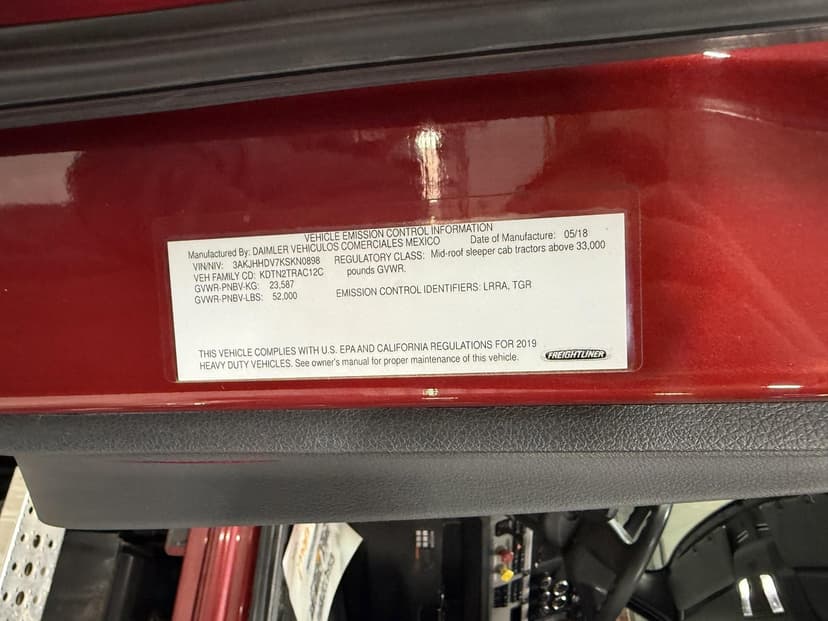 VEHICLE EMISSION CONTROL INFORMATION
Manufactured By: DAIMLER VEHICULOS COMERCIALES MEXICO Date of Manufacture: 05/18
VIN/NIV: 3AKJHHDV7KSKN0898 REGULATORY CLASS: Mid-roof sleeper cab tractors above 33,000
VEH FAMILY CD: KDTN2TRAC12C pounds GVWR.
GVWR-PNBV-KG: 23,587
GVWR-PNBV-LBS: 52,000 EMISSION CONTROL IDENTIFIERS: LRRA, TGR
THIS VEHICLE COMPLIES WITH U.S. EPA AND CALIFORNIA REGULATIONS FOR 2019
HEAVY DUTY VEHICLES. See owner's manual for proper maintenance of this vehicle.
FREIGHTLINER